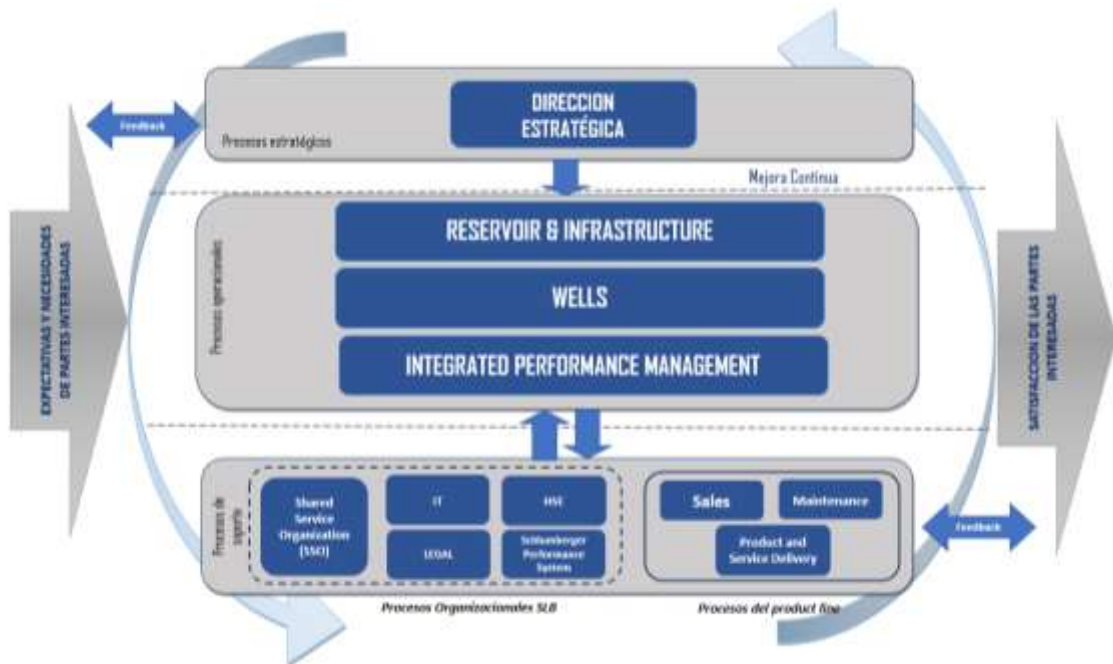 DIRECCION
ESTRATÉGICA
Feedback
Procesos estratégicos
Mejora Contínua
EXPECTATIVAS Y NECESIDADES
DE PARTES INTERESADAS
Procesos operacionales
RESERVOIR & INFRASTRUCTURE
WELLS
INTEGRATED PERFORMANCE MANAGEMENT
SATISFACCION DE LAS PARTES
INTERESADAS
Procesos de
soporte
Shared
Service
Organization
(SSO)
IT
HSE
LEGAL
Schlumberger
Performance
System
Sales
Maintenance
Product and
Service Delivery
Feedback
Procesos Organizacionales SLB
Procesos del product line